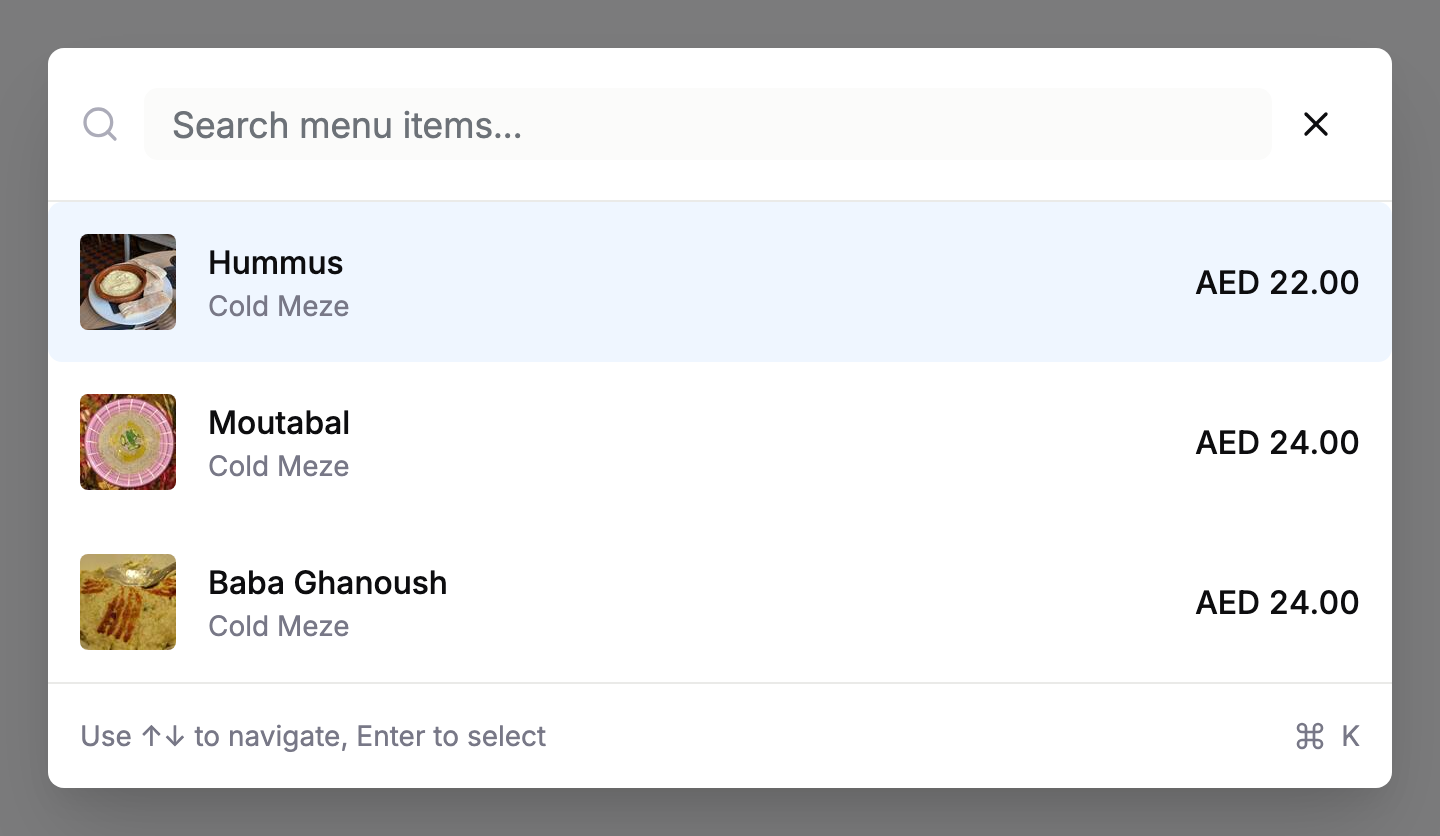 Search menu items...
Hummus
Cold Meze
AED 22.00
Moutabal
Cold Meze
AED 24.00
Baba Ghanoush
Cold Meze
AED 24.00
Use ↑↓ to navigate, Enter to select
⌘ K